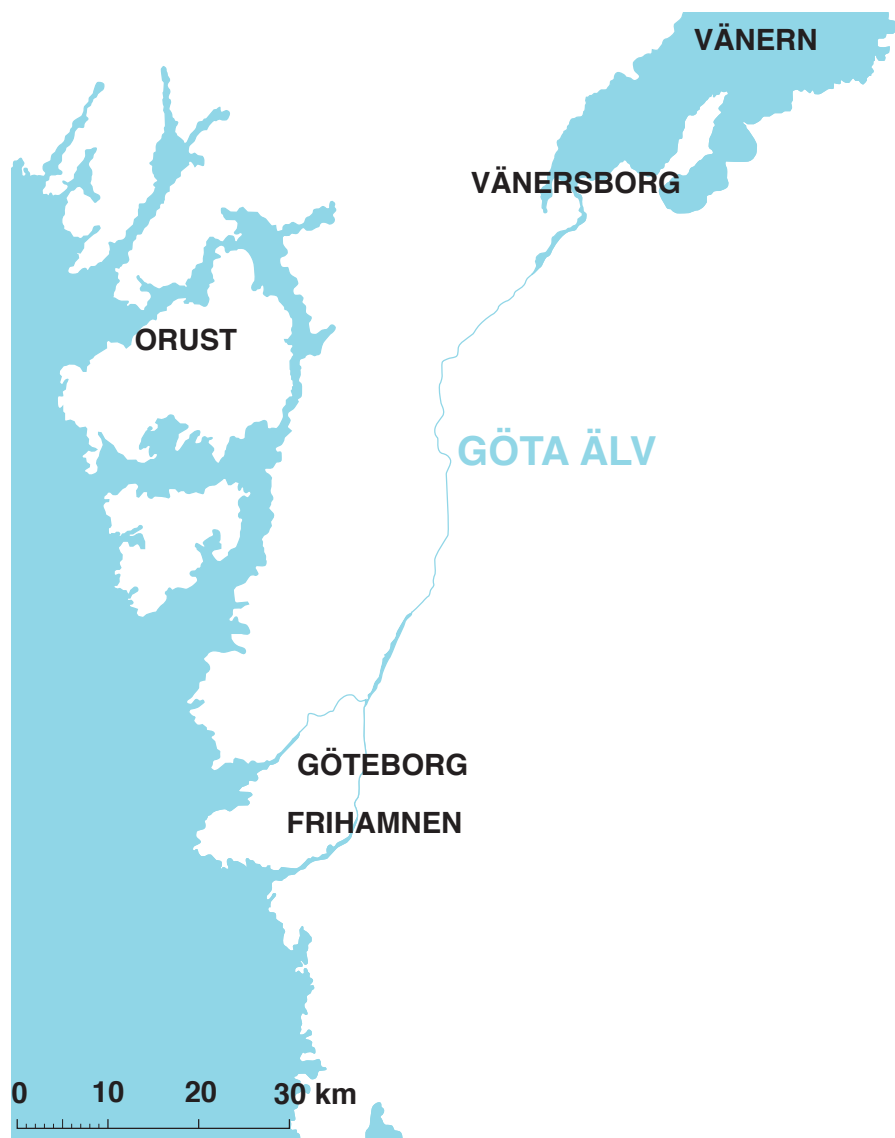 VÄNERN
VÄNERSBORG
ORUST
GÖTA ÄLV
GÖTEBORG
FRIHAMNEN
0 10 20 30 km